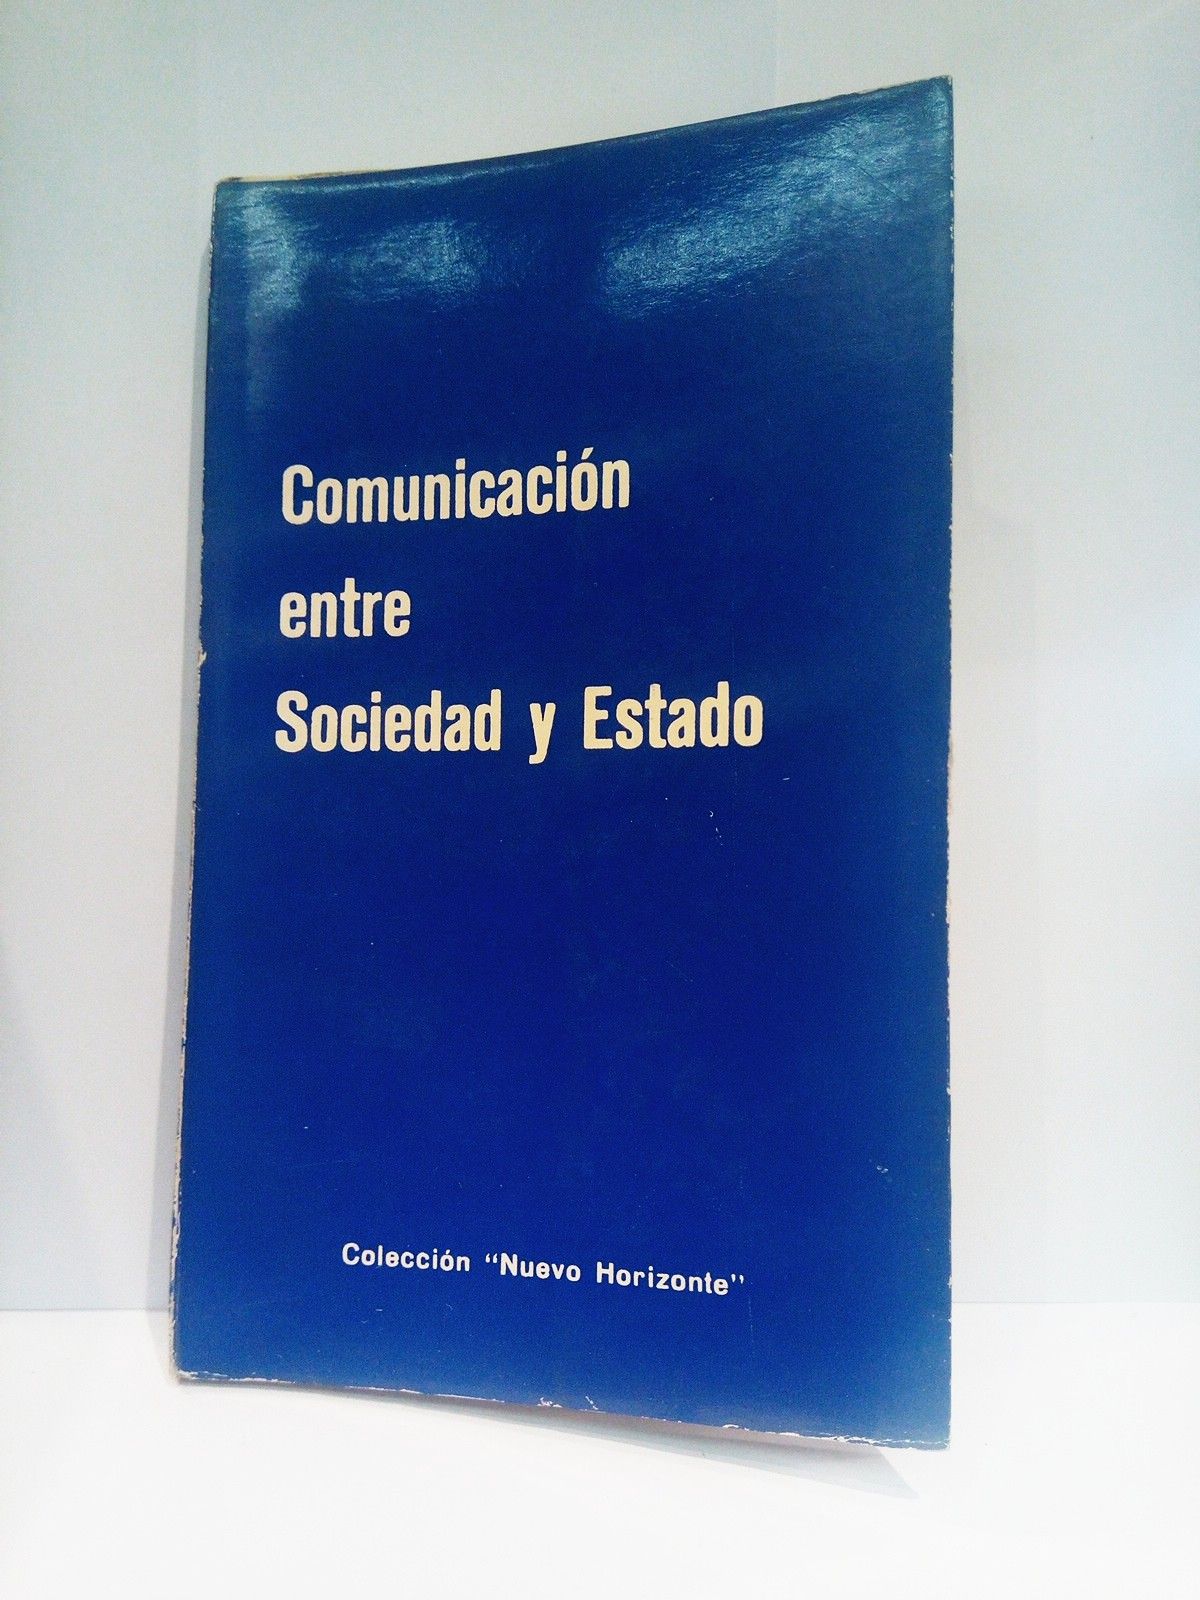 Comunicación
entre
Sociedad y Estado
Colección "Nuevo Horizonte"